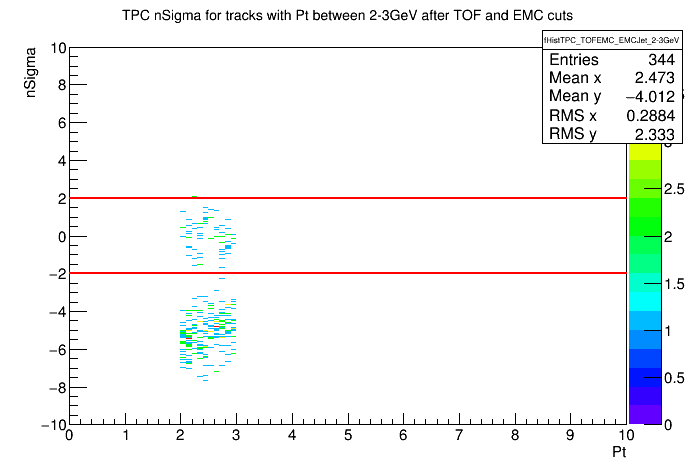 TPC nSigma for tracks with Pt between 2-3GeV after TOF and EMC cuts
fHistTPC_TOFEMC_EMCJet_2-3GeV
Entries 344
Mean x 2.473
Mean y −4.012
RMS x 0.2884
RMS y 2.333
nSigma
10
8
6
4
2
0
−2
−4
−6
−8
−10
0 1 2 3 4 5 6 7 8 9 10
Pt
2.5
2
1.5
1
0.5
0